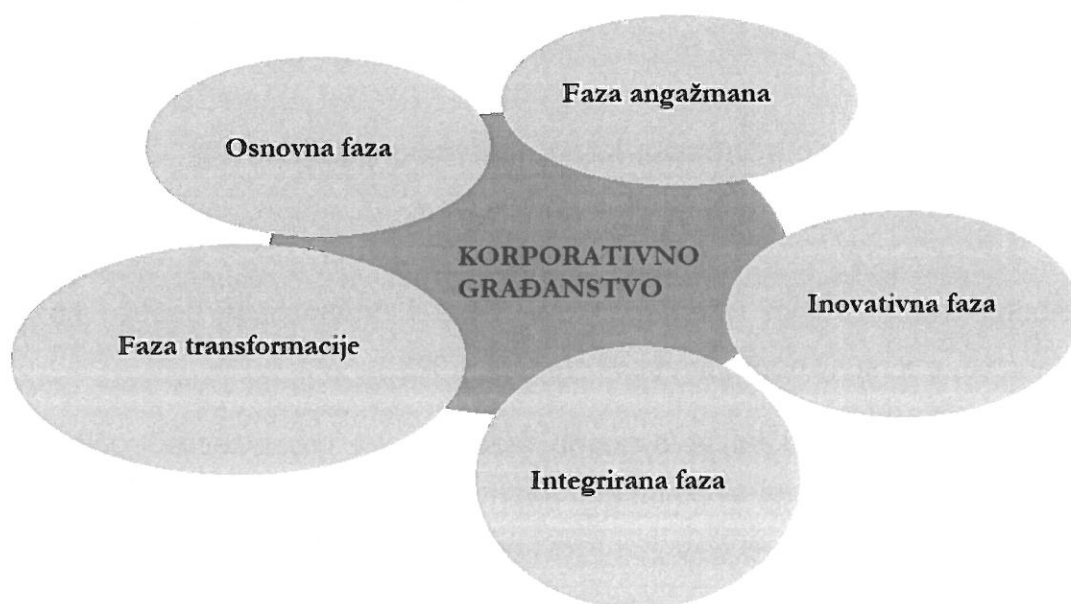 Faza angažmana
Osnovna faza
KORPORATIVNO
GRAĐANSTVO
Inovativna faza
Faza transformacije
Integrirana faza